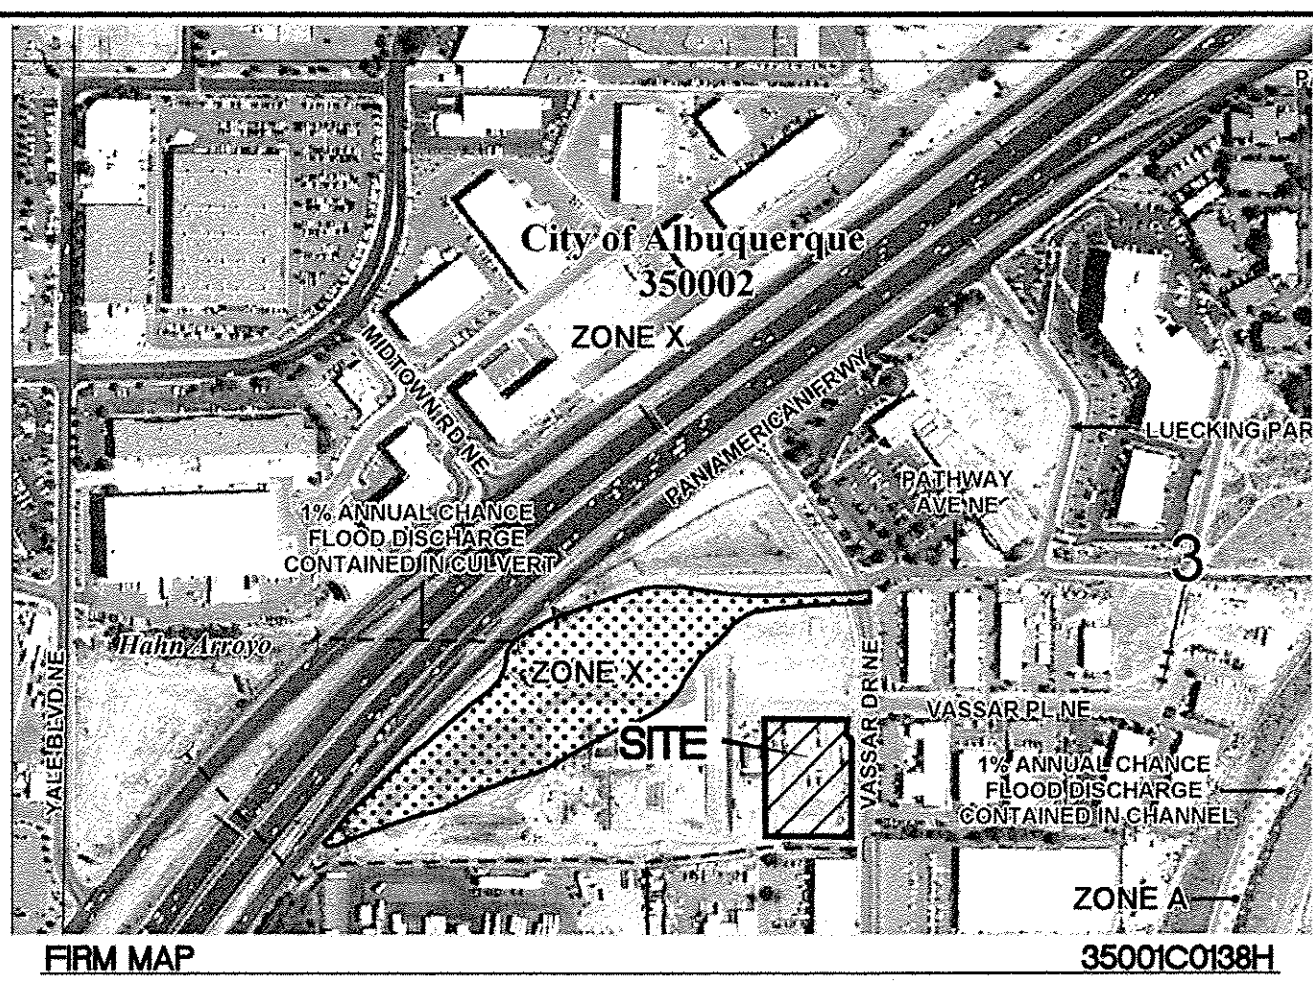 P
City of Albuquerque
350002
ZONE X
MIDTOWN RD NE
PAN AMERICAN FRWY
LUECKING PAR
PATHWAY
AVE NE
1% ANNUAL CHANCE
FLOOD DISCHARGE
CONTAINED IN CULVERT
3
Hahn Arroyo
ZONE X
YALE BLVD NE
VASSAR DR NE
VASSAR PL NE
SITE
1% ANNUAL CHANCE
FLOOD DISCHARGE
CONTAINED IN CHANNEL
ZONE A
FIRM MAP
35001C0138H